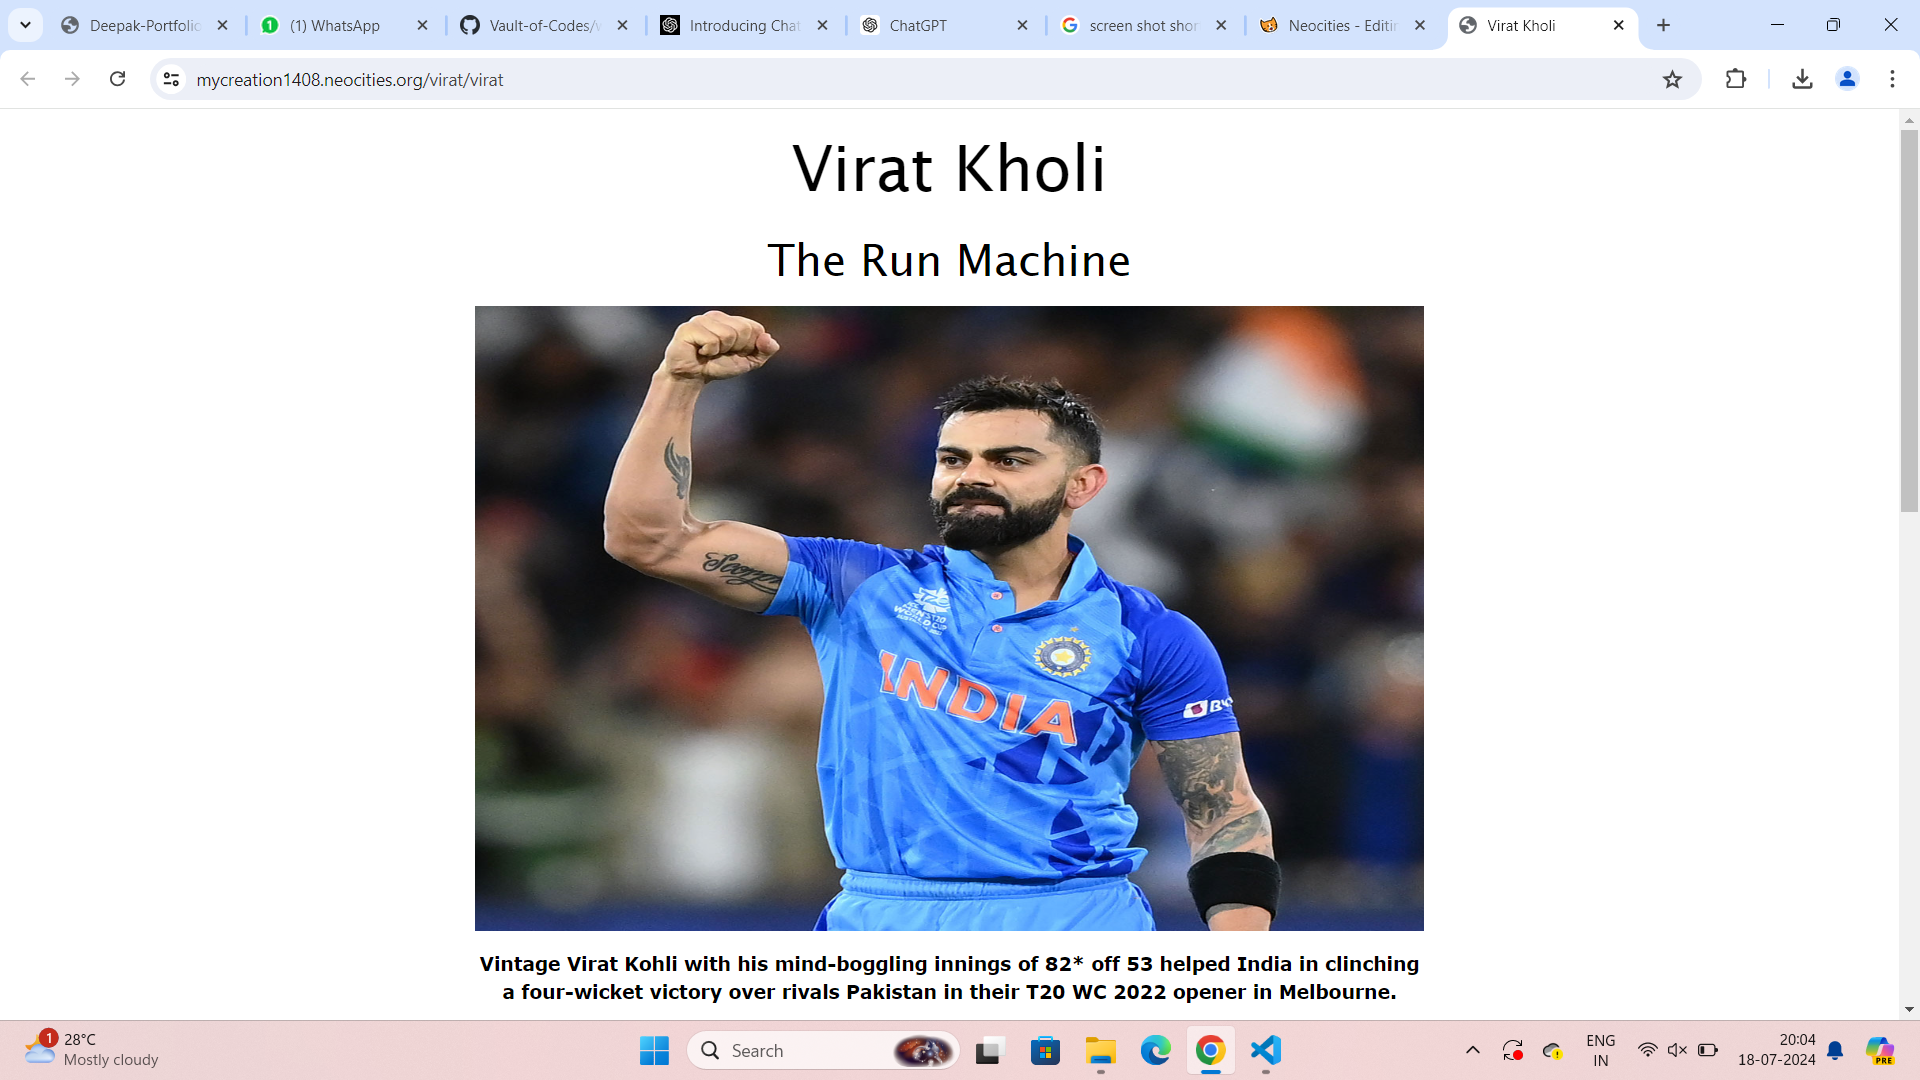 Deepak-Portfolio
(1) WhatsApp
Vault-of-Codes/v
Introducing Chat
ChatGPT
screen shot shor
Neocities - Editin
Virat Kholi
mycreation1408.neocities.org/virat/virat
Virat Kholi
The Run Machine
INDIA
Vintage Virat Kohli with his mind-boggling innings of 82* off 53 helped India in clinching
a four-wicket victory over rivals Pakistan in their T20 WC 2022 opener in Melbourne.
1
28°C
Mostly cloudy
Search
ENG
IN
20:04
18-07-2024
PRE